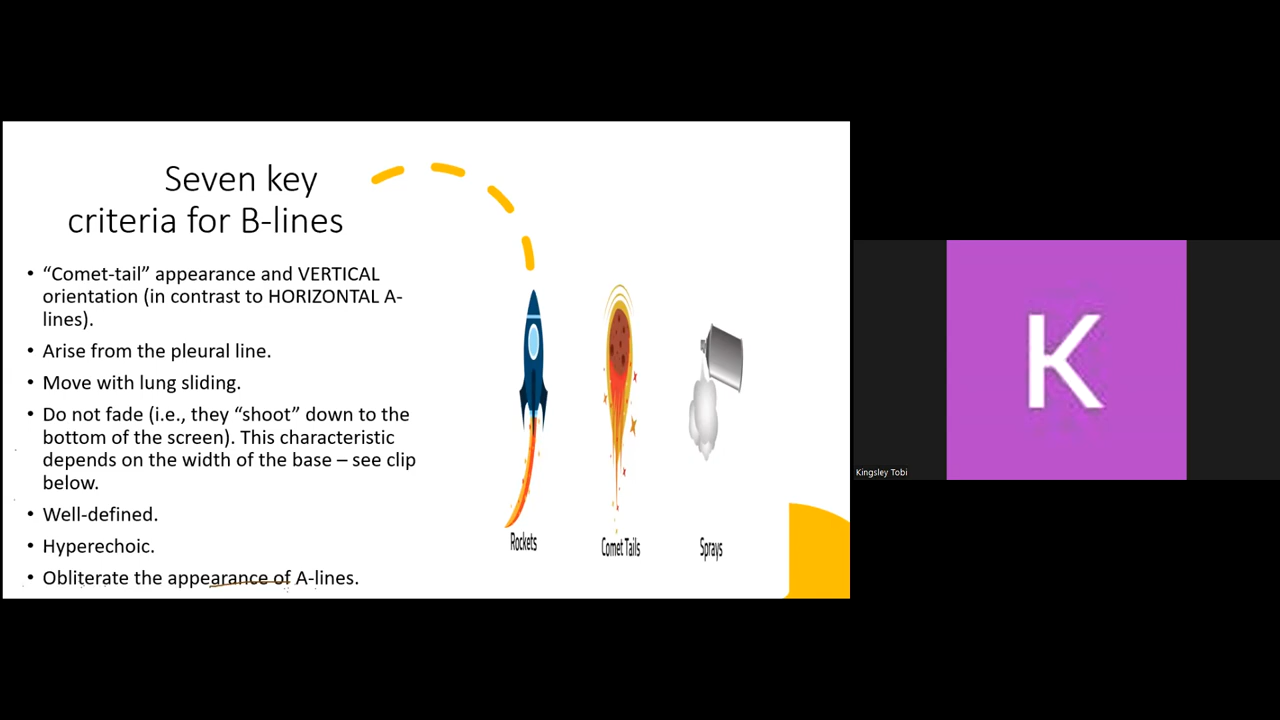 Seven key
criteria for B-lines
• “Comet-tail” appearance and VERTICAL
orientation (in contrast to HORIZONTAL A-
lines).
• Arise from the pleural line.
• Move with lung sliding.
• Do not fade (i.e., they “shoot” down to the
bottom of the screen). This characteristic
depends on the width of the base – see clip
below.
• Well-defined.
• Hyperechoic.
• Obliterate the appearance of A-lines.
Rockets
Comet Tails
Sprays
K
Kingsley Tobi